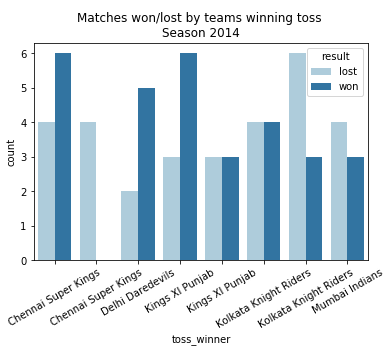 Matches won/lost by teams winning toss
Season 2014
result
lost
won
6
5
4
3
2
1
0
count
Chennai Super Kings
Chennai Super Kings
Delhi Daredevils
Kings XI Punjab
Kings XI Punjab
Kolkata Knight Riders
Kolkata Knight Riders
Mumbai Indians
toss_winner